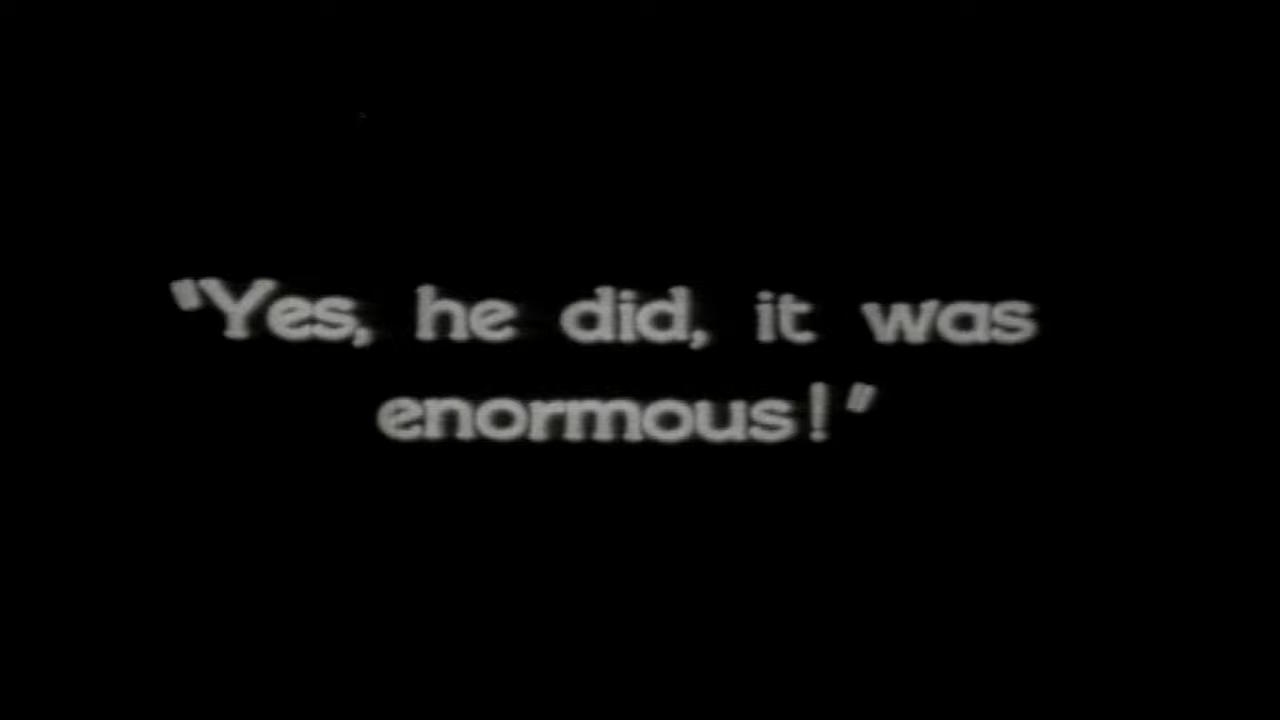 "Yes, he did, it was
enormous!"